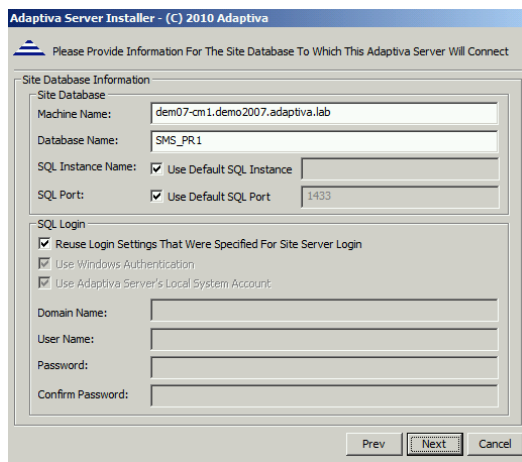 Adaptiva Server Installer - (C) 2010 Adaptiva
Please Provide Information For The Site Database To Which This Adaptiva Server Will Connect
Site Database Information
Site Database
Machine Name: dem07-cm1.demo2007.adaptiva.lab
Database Name: SMS_PR1
SQL Instance Name: Use Default SQL Instance
SQL Port: Use Default SQL Port 1433
SQL Login
Reuse Login Settings That Were Specified For Site Server Login
Use Windows Authentication
Use Adaptiva Server's Local System Account
Domain Name:
User Name:
Password:
Confirm Password:
Prev Next Cancel